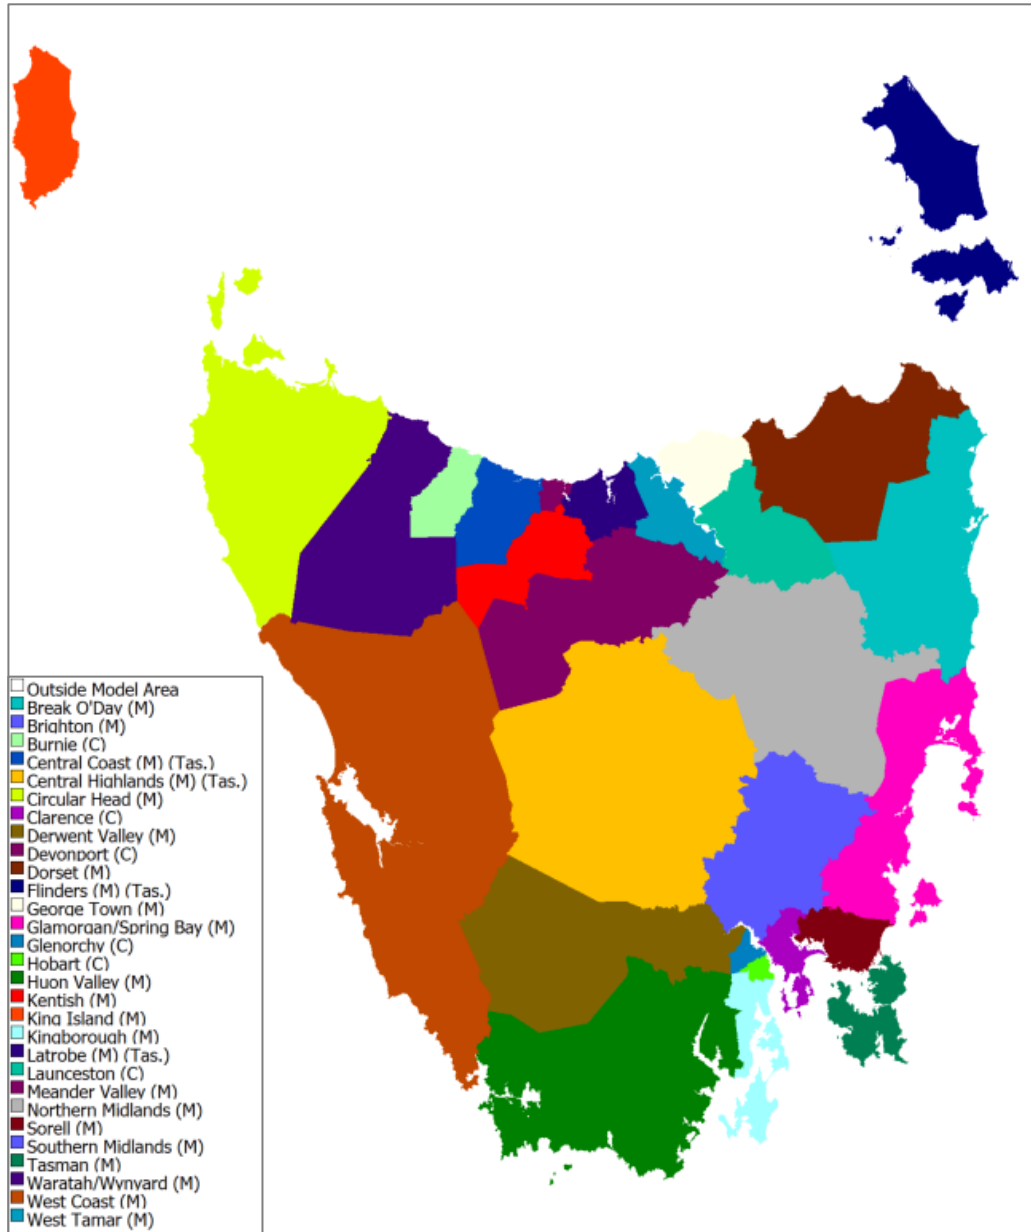 Outside Model Area
Break O'Day (M)
Brighton (M)
Burnie (C)
Central Coast (M) (Tas.)
Central Highlands (M) (Tas.)
Circular Head (M)
Clarence (C)
Derwent Valley (M)
Devonport (C)
Dorset (M)
Flinders (M) (Tas.)
George Town (M)
Glamorgan/Spring Bay (M)
Glenorchy (C)
Hobart (C)
Huon Valley (M)
Kentish (M)
King Island (M)
Kingborough (M)
Latrobe (M) (Tas.)
Launceston (C)
Meander Valley (M)
Northern Midlands (M)
Sorell (M)
Southern Midlands (M)
Tasman (M)
Waratah/Wynyard (M)
West Coast (M)
West Tamar (M)